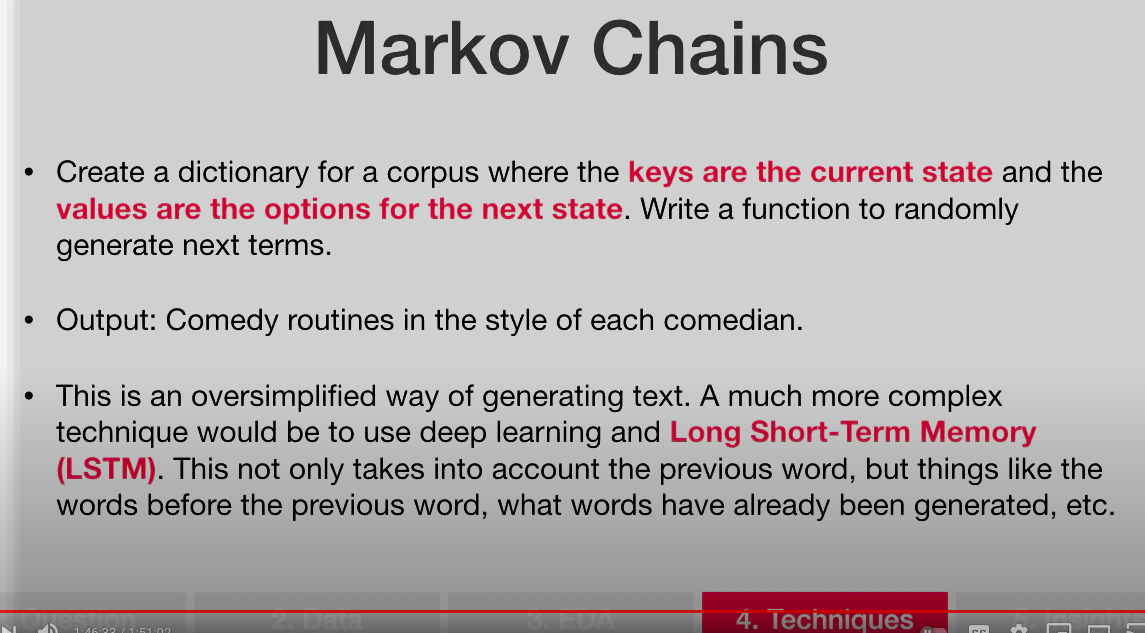 Markov Chains
• Create a dictionary for a corpus where the keys are the current state and the
values are the options for the next state. Write a function to randomly
generate next terms.
• Output: Comedy routines in the style of each comedian.
• This is an oversimplified way of generating text. A much more complex
technique would be to use deep learning and Long Short-Term Memory
(LSTM). This not only takes into account the previous word, but things like the
words before the previous word, what words have already been generated, etc.
Question 2. Data 3. EDA 4. Techniques 5. Insights
1:46:33 / 1:51:02